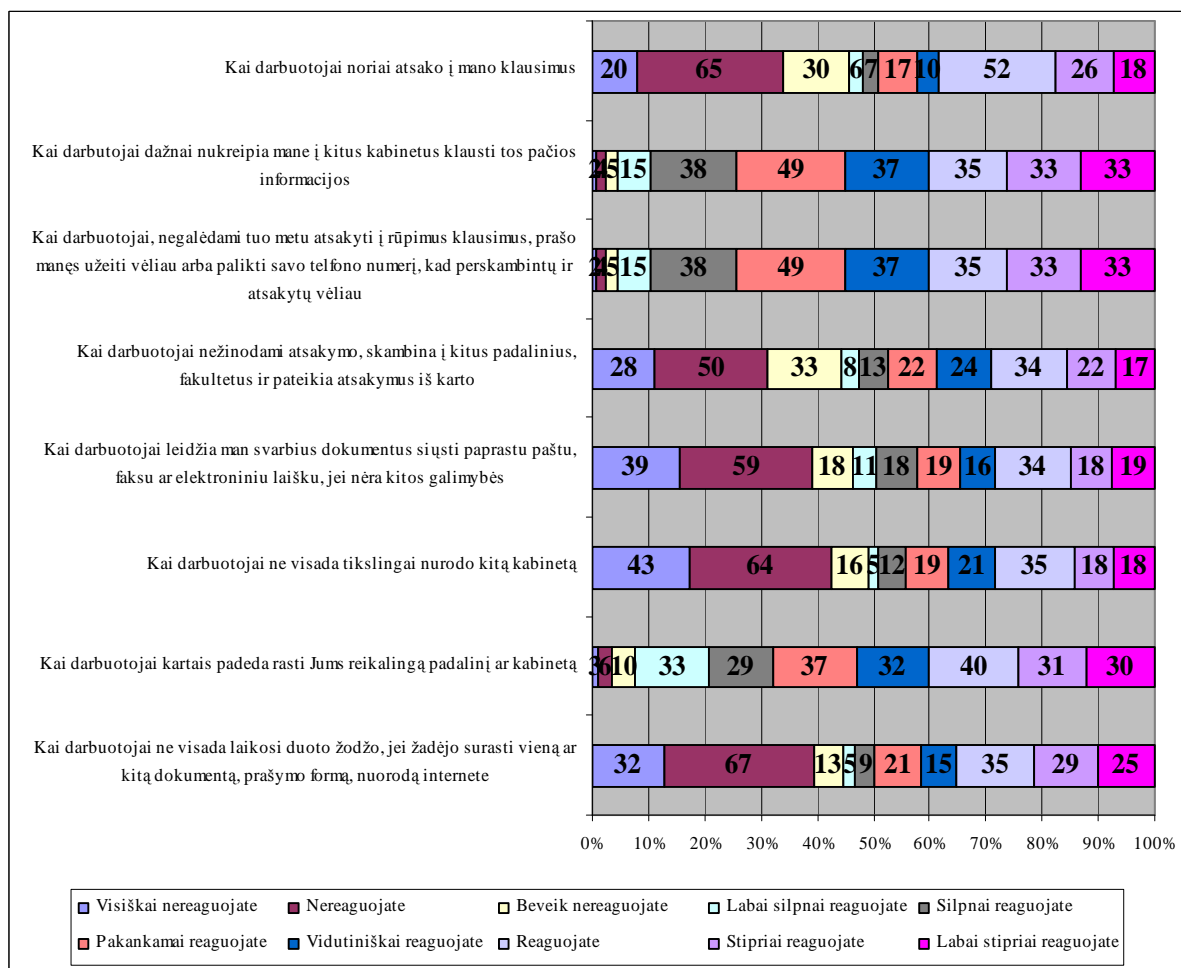 Kai darbuotojai noriai atsako į mano klausimus
20 65 30 6 7 17 10 52 26 18
Kai darbutojai dažnai nukreipia mane į kitus kabinetus klausti tos pačios
informacijos
2 4 5 15 38 49 37 35 33 33
Kai darbuotojai, negalėdami tuo metu atsakyti į rūpimus klausimus, prašo
manęs užeiti vėliau arba palikti savo telfono numerį, kad perskambintų ir
atsakytų vėliau
2 4 5 15 38 49 37 35 33 33
Kai darbuotojai nežinodami atsakymo, skambina į kitus padalinius,
fakultetus ir pateikia atsakymus iš karto
28 50 33 8 13 22 24 34 22 17
Kai darbuotojai leidžia man svarbius dokumentus siųsti paprastu paštu,
faksu ar elektroniniu laišku, jei nėra kitos galimybės
39 59 18 11 18 19 16 34 18 19
Kai darbuotojai ne visada tikslingai nurodo kitą kabinetą
43 64 16 5 12 19 21 35 18 18
Kai darbuotojai kartais padeda rasti Jums reikalingą padalinį ar kabinetą
3 6 10 33 29 37 32 40 31 30
Kai darbuotojai ne visada laikosi duoto žodžo, jei žadėjo surasti vieną ar
kitą dokumentą, prašymo formą, nuorodą internete
32 67 13 5 9 21 15 35 29 25
0% 10% 20% 30% 40% 50% 60% 70% 80% 90% 100%
Visiškai nereaguojate Nereaguojate Beveik nereaguojate Labai silpnai reaguojate Silpnai reaguojate
Pakankamai reaguojate Vidutiniškai reaguojate Reaguojate Stipriai reaguojate Labai stipriai reaguojate